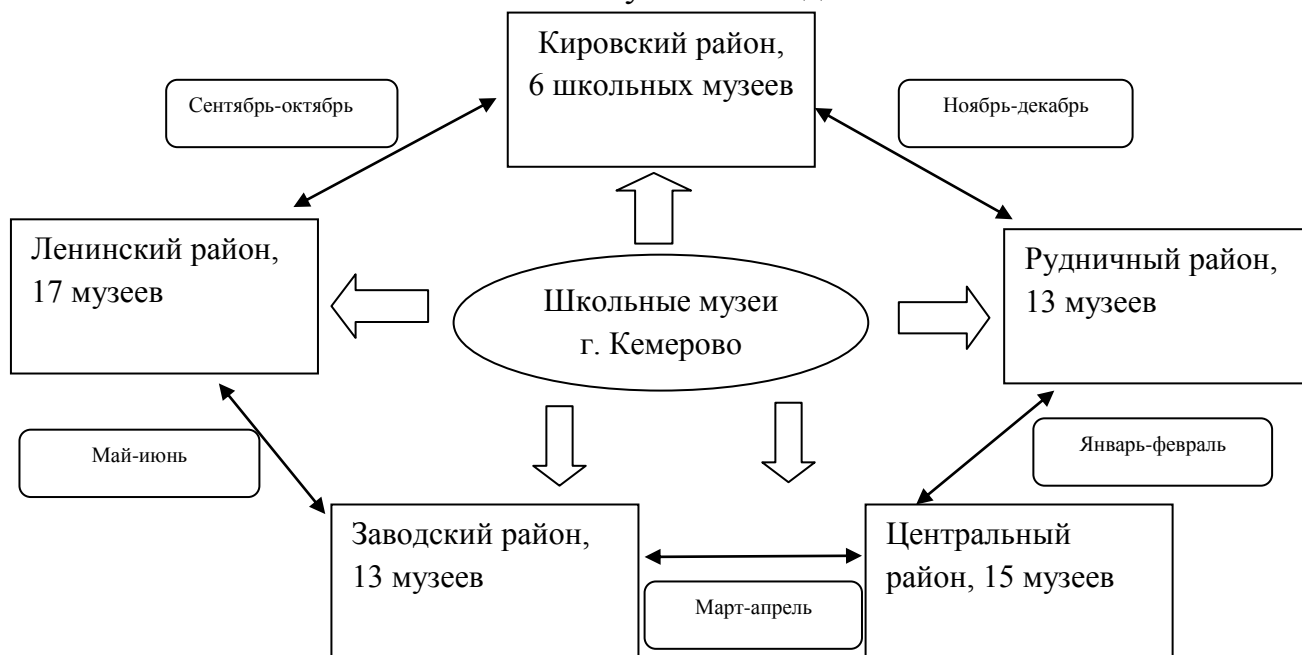 Кировский район,
6 школьных музеев
Сентябрь-октябрь
Ноябрь-декабрь
Ленинский район,
17 музеев
Школьные музеи
г. Кемерово
Рудничный район,
13 музеев
Май-июнь
Январь-февраль
Заводский район,
13 музеев
Центральный
район, 15 музеев
Март-апрель